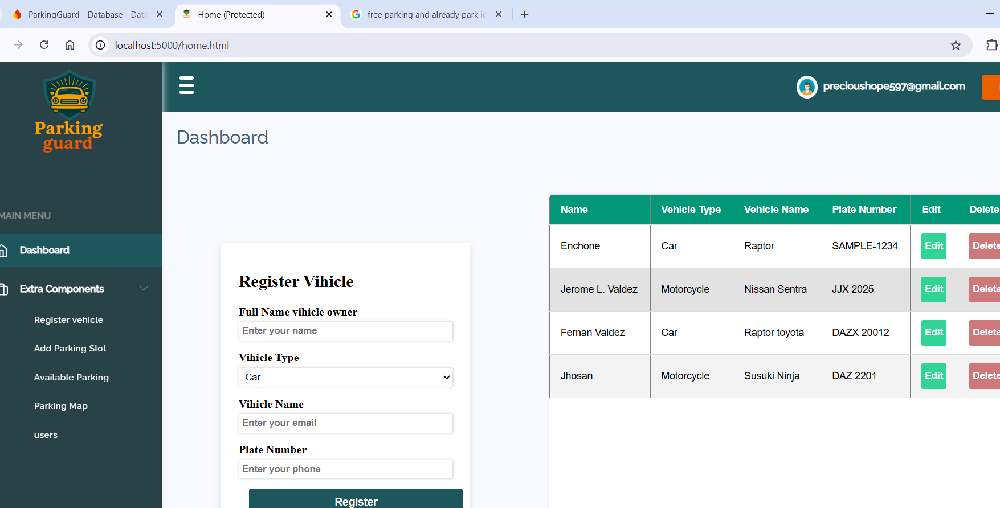 ParkingGuard - Database - Data
Home (Protected)
free parking and already park ic
localhost:5000/home.html
Parking
guard
precioushope597@gmail.com
Dashboard
MAIN MENU
Dashboard
Extra Components
Register vehicle
Add Parking Slot
Available Parking
Parking Map
users
Register Vihicle
Full Name vihicle owner
Enter your name
Vihicle Type
Car
Vihicle Name
Enter your email
Plate Number
Enter your phone
Register
Name Vehicle Type Vehicle Name Plate Number Edit Delete
Enchone Car Raptor SAMPLE-1234 Edit Delete
Jerome L. Valdez Motorcycle Nissan Sentra JJX 2025 Edit Delete
Fernan Valdez Car Raptor toyota DAZX 20012 Edit Delete
Jhosan Motorcycle Susuki Ninja DAZ 2201 Edit Delete